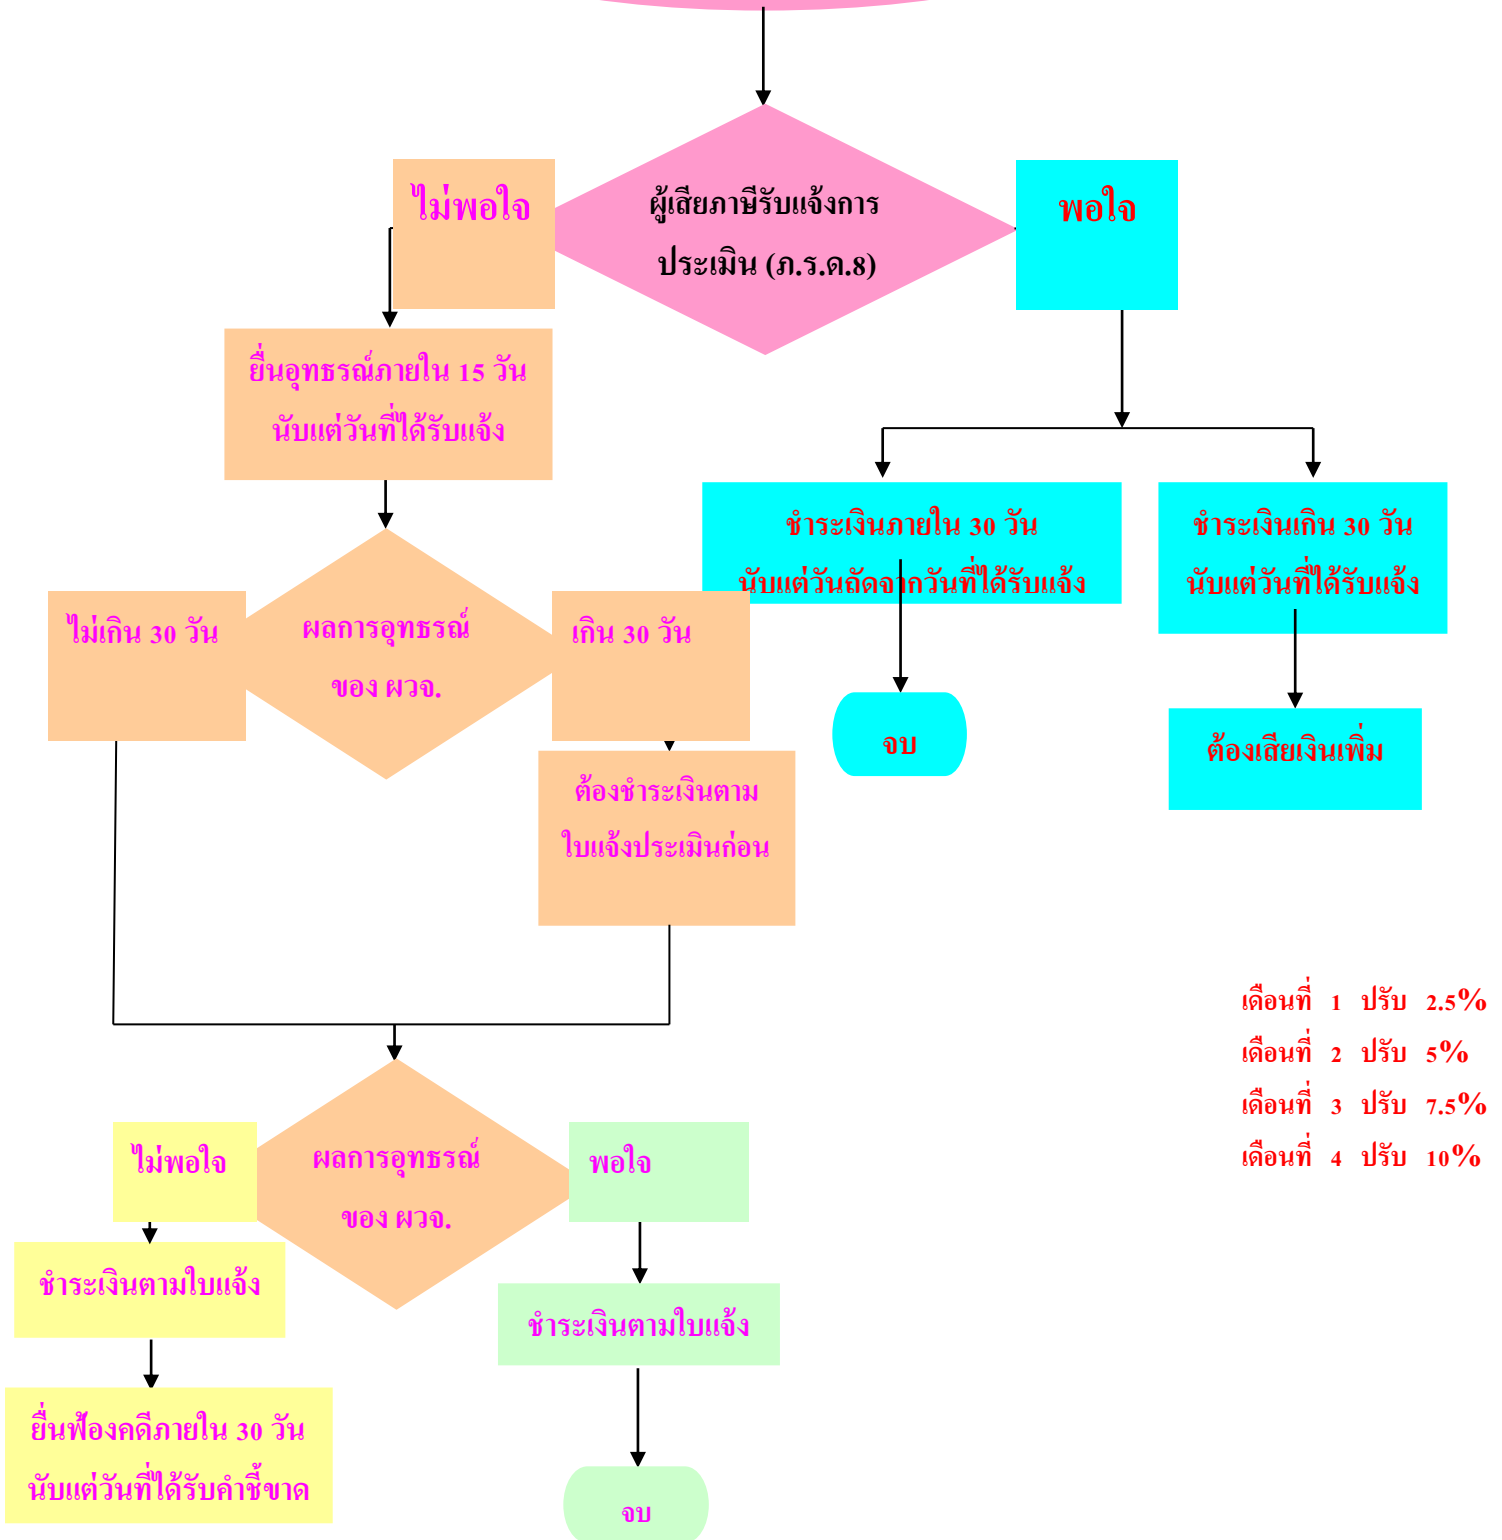 ผู้เสียภาษีรับแจ้งการ
ประเมิน (ภ.ร.ด.8)
ไม่พอใจ
พอใจ
ยื่นอุทธรณ์ภายใน 15 วัน
นับแต่วันที่ได้รับแจ้ง
ชำระเงินภายใน 30 วัน
นับแต่วันถัดจากวันที่ได้รับแจ้ง
ชำระเงินเกิน 30 วัน
นับแต่วันที่ได้รับแจ้ง
ไม่เกิน 30 วัน
ผลการอุทธรณ์
ของ ผวจ.
เกิน 30 วัน
จบ
ต้องเสียเงินเพิ่ม
ต้องชำระเงินตาม
ใบแจ้งประเมินก่อน
เดือนที่ 1 ปรับ 2.5%
เดือนที่ 2 ปรับ 5%
เดือนที่ 3 ปรับ 7.5%
เดือนที่ 4 ปรับ 10%
ไม่พอใจ
ผลการอุทธรณ์
ของ ผวจ.
พอใจ
ชำระเงินตามใบแจ้ง
ชำระเงินตามใบแจ้ง
ยื่นฟ้องคดีภายใน 30 วัน
นับแต่วันที่ได้รับคำชี้ขาด
จบ